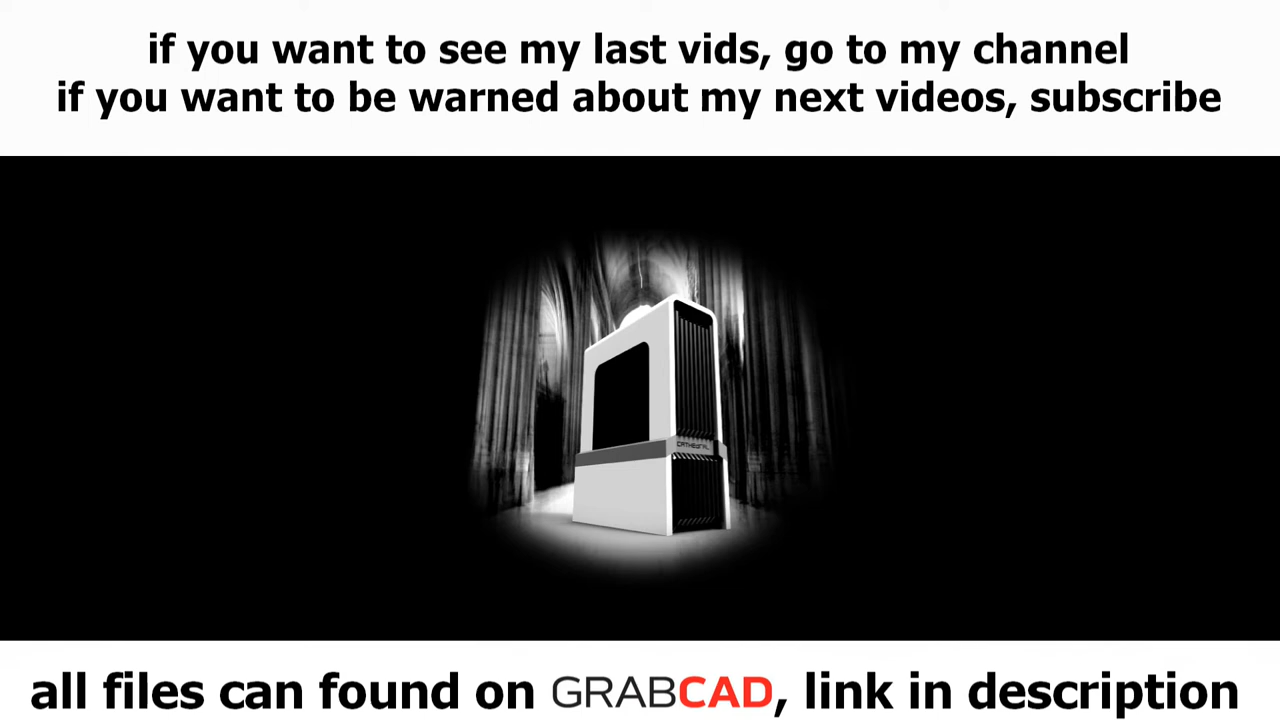 if you want to see my last vids, go to my channel
if you want to be warned about my next videos, subscribe
CATHEDRAL
all files can found on GRABCAD, link in description